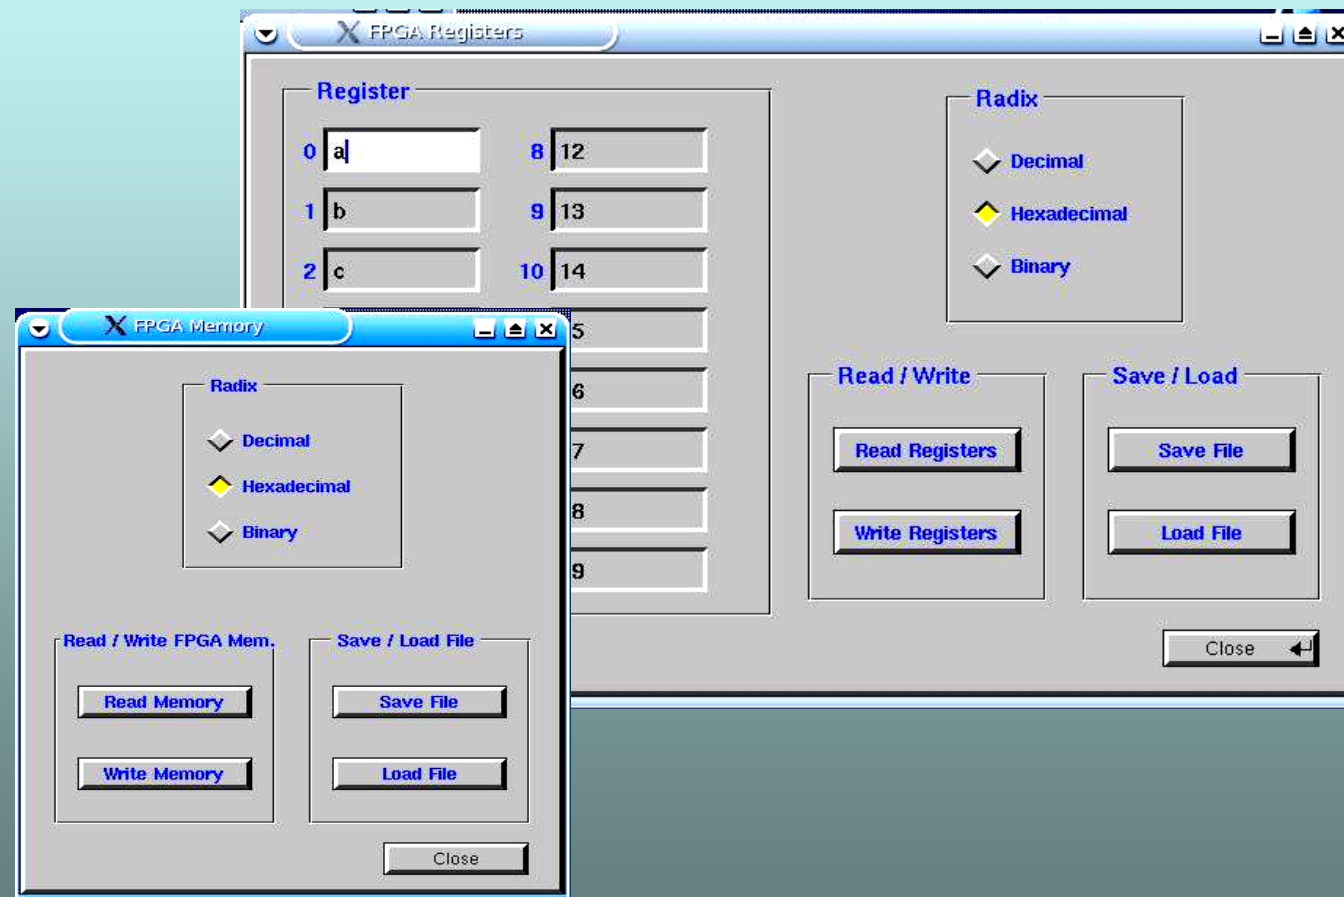 FPGA Registers
Register
0 a 8 12
1 b 9 13
2 c 10 14
5
6
7
8
9
Radix
Decimal
Hexadecimal
Binary
Read / Write
Read Registers
Write Registers
Save / Load
Save File
Load File
Close
FPGA Memory
Radix
Decimal
Hexadecimal
Binary
Read / Write FPGA Mem.
Read Memory
Write Memory
Save / Load File
Save File
Load File
Close